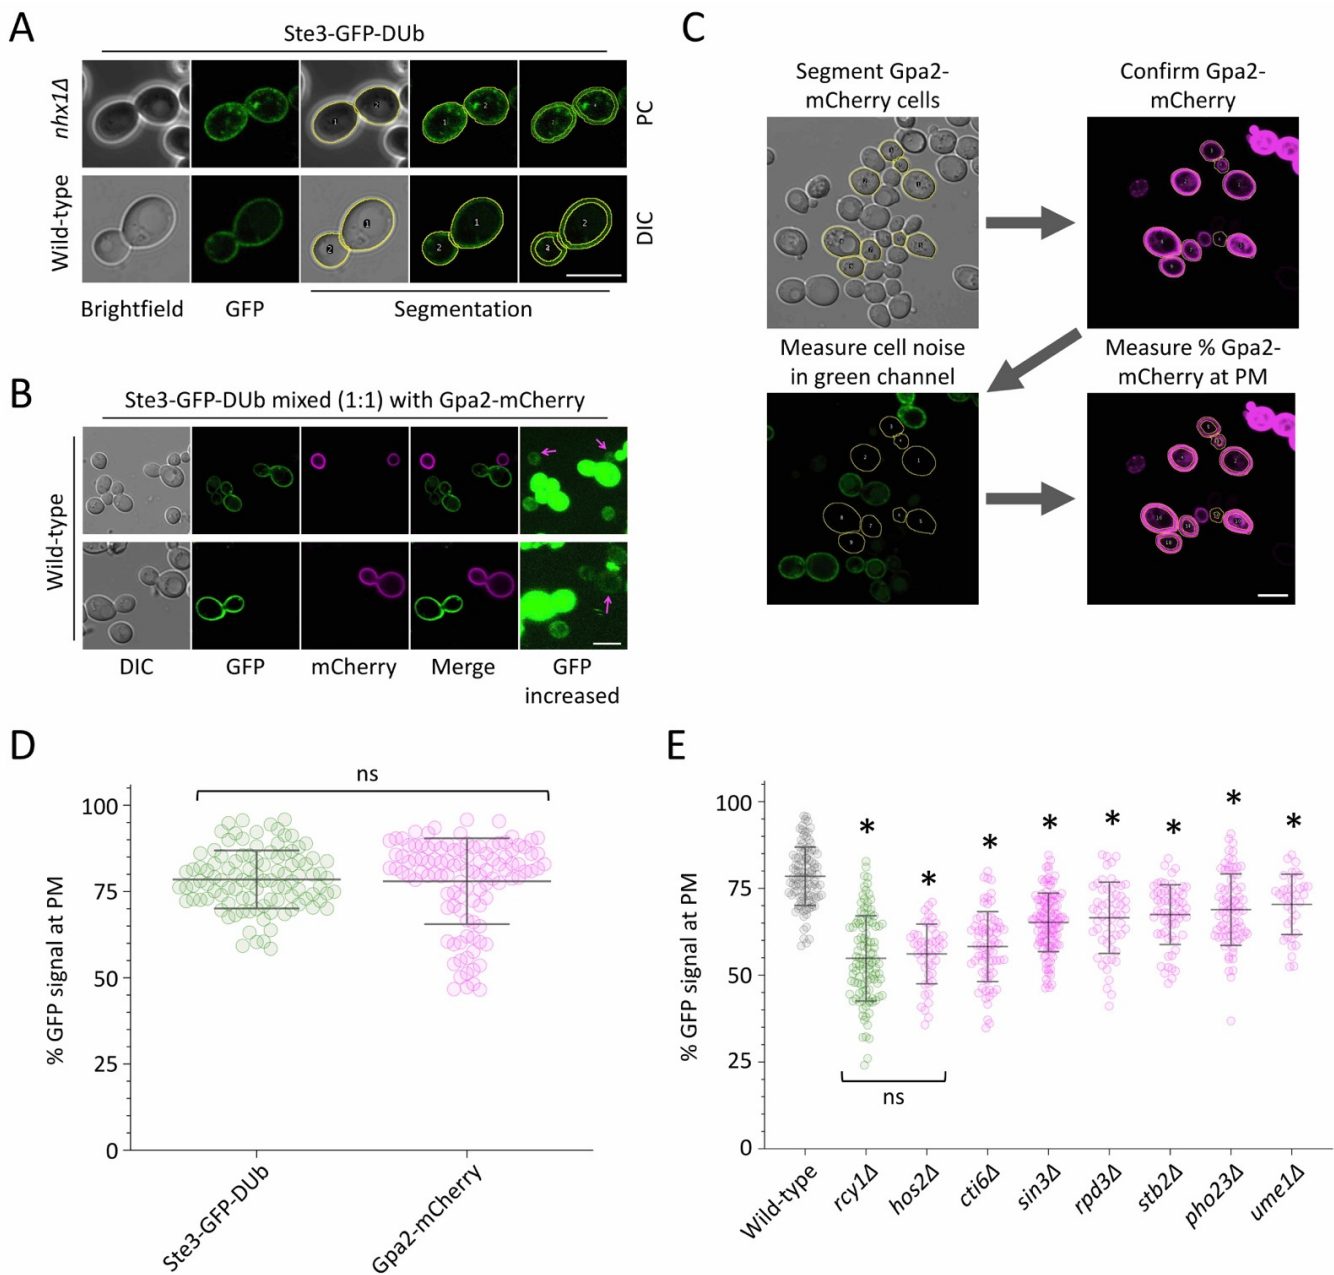 A
Ste3-GFP-DUb
nhx1Δ
Wild-type
PC
DIC
Brightfield
GFP
Segmentation
B
Ste3-GFP-DUb mixed (1:1) with Gpa2-mCherry
Wild-type
DIC
GFP
mCherry
Merge
GFP
increased
C
Segment Gpa2-
mCherry cells
Confirm Gpa2-
mCherry
Measure cell noise
in green channel
Measure % Gpa2-
mCherry at PM
D
ns
% GFP signal at PM
100
75
50
25
0
Ste3-GFP-DUb
Gpa2-mCherry
E
% GFP signal at PM
100
75
50
25
0
* * * * * * * *
ns
Wild-type
rcy1Δ
hos2Δ
cti6Δ
sin3Δ
rpd3Δ
stb2Δ
pho23Δ
ume1Δ